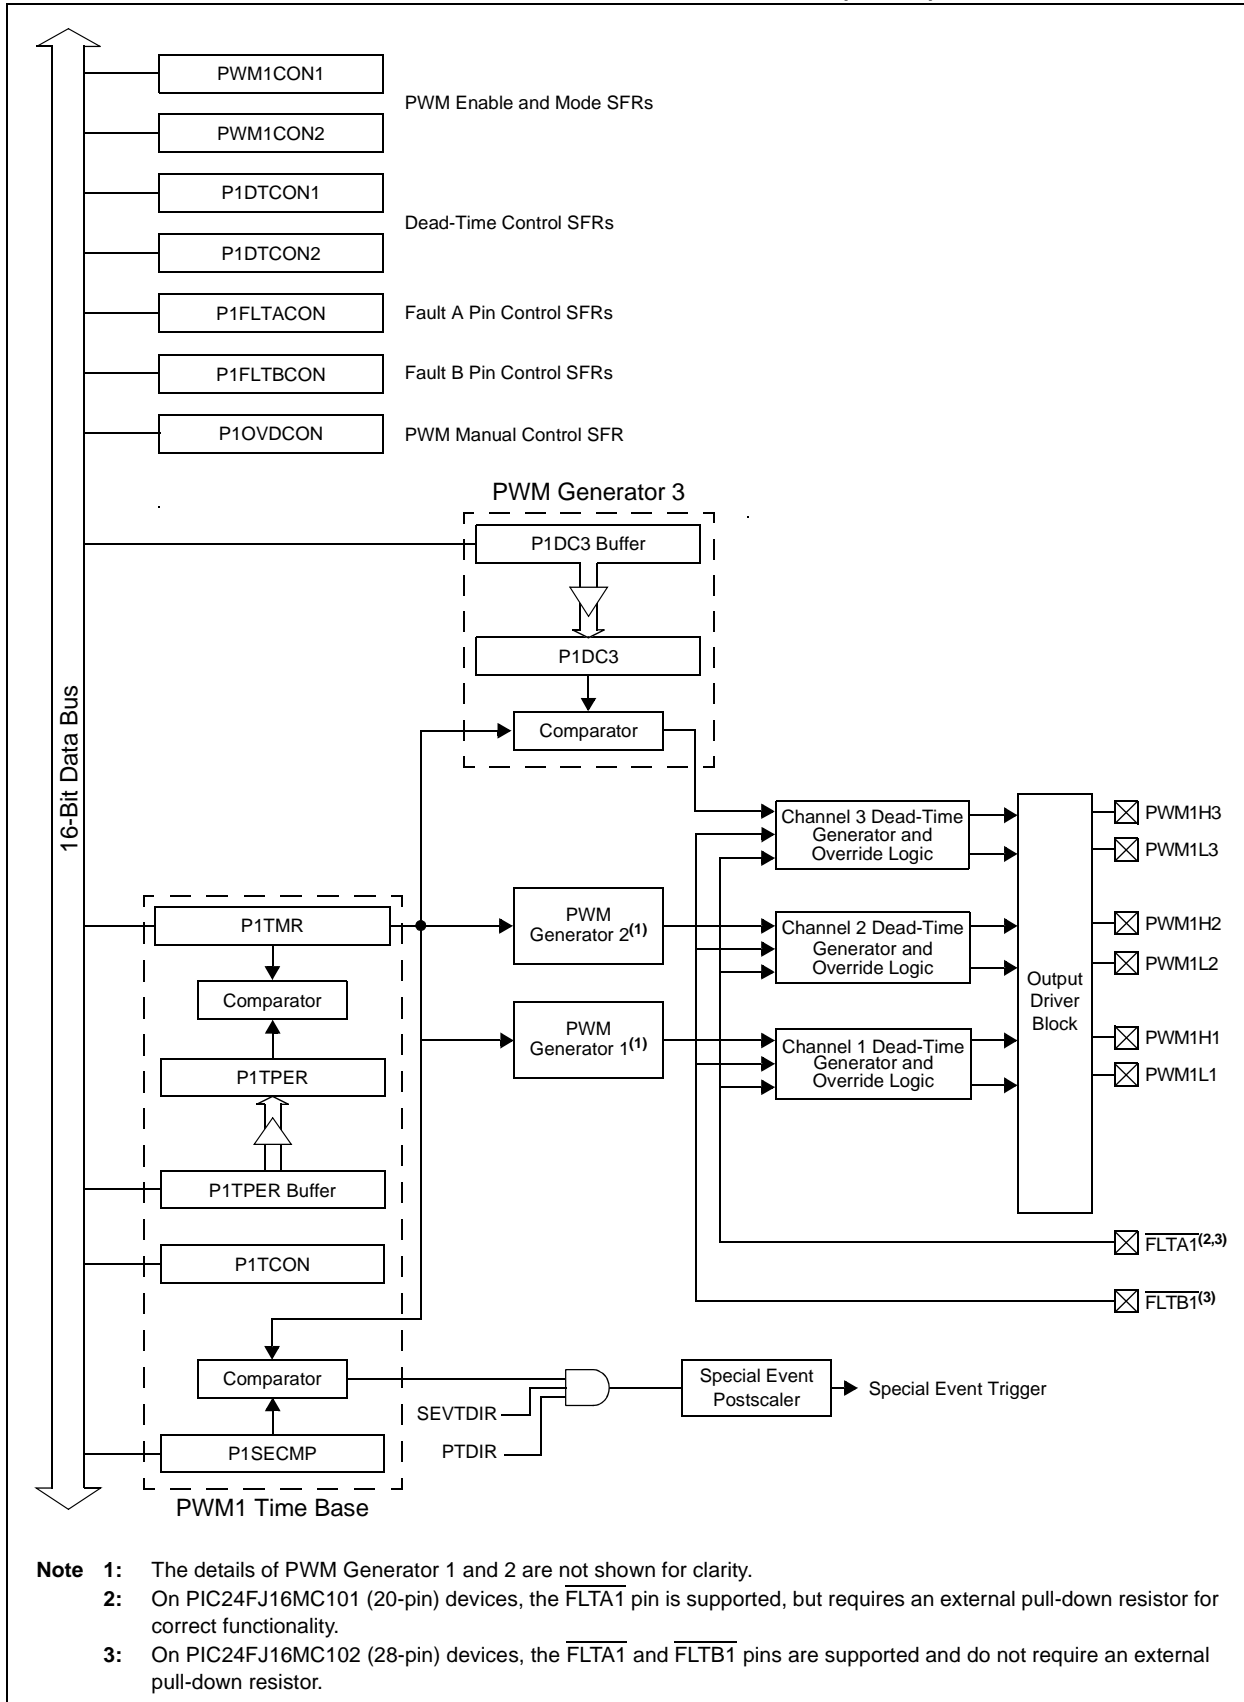 PWM1CON1
PWM Enable and Mode SFRs
PWM1CON2
P1DTCON1
Dead-Time Control SFRs
P1DTCON2
P1FLTACON
Fault A Pin Control SFRs
P1FLTBCON
Fault B Pin Control SFRs
P1OVDCON
PWM Manual Control SFR
16-Bit Data Bus
PWM Generator 3
P1DC3 Buffer
P1DC3
Comparator
Channel 3 Dead-Time
Generator and
Override Logic
PWM1H3
PWM1L3
P1TMR
PWM
Generator 2(1)
Channel 2 Dead-Time
Generator and
Override Logic
PWM1H2
PWM1L2
Comparator
Output
Driver
Block
PWM
Generator 1(1)
Channel 1 Dead-Time
Generator and
Override Logic
PWM1H1
PWM1L1
P1TPER
P1TPER Buffer
FLTA1(2,3)
P1TCON
FLTB1(3)
Comparator
SEVTDIR
PTDIR
Special Event
Postscaler
Special Event Trigger
P1SECMP
PWM1 Time Base
Note 1: The details of PWM Generator 1 and 2 are not shown for clarity.
2: On PIC24FJ16MC101 (20-pin) devices, the FLTA1 pin is supported, but requires an external pull-down resistor for
correct functionality.
3: On PIC24FJ16MC102 (28-pin) devices, the FLTA1 and FLTB1 pins are supported and do not require an external
pull-down resistor.